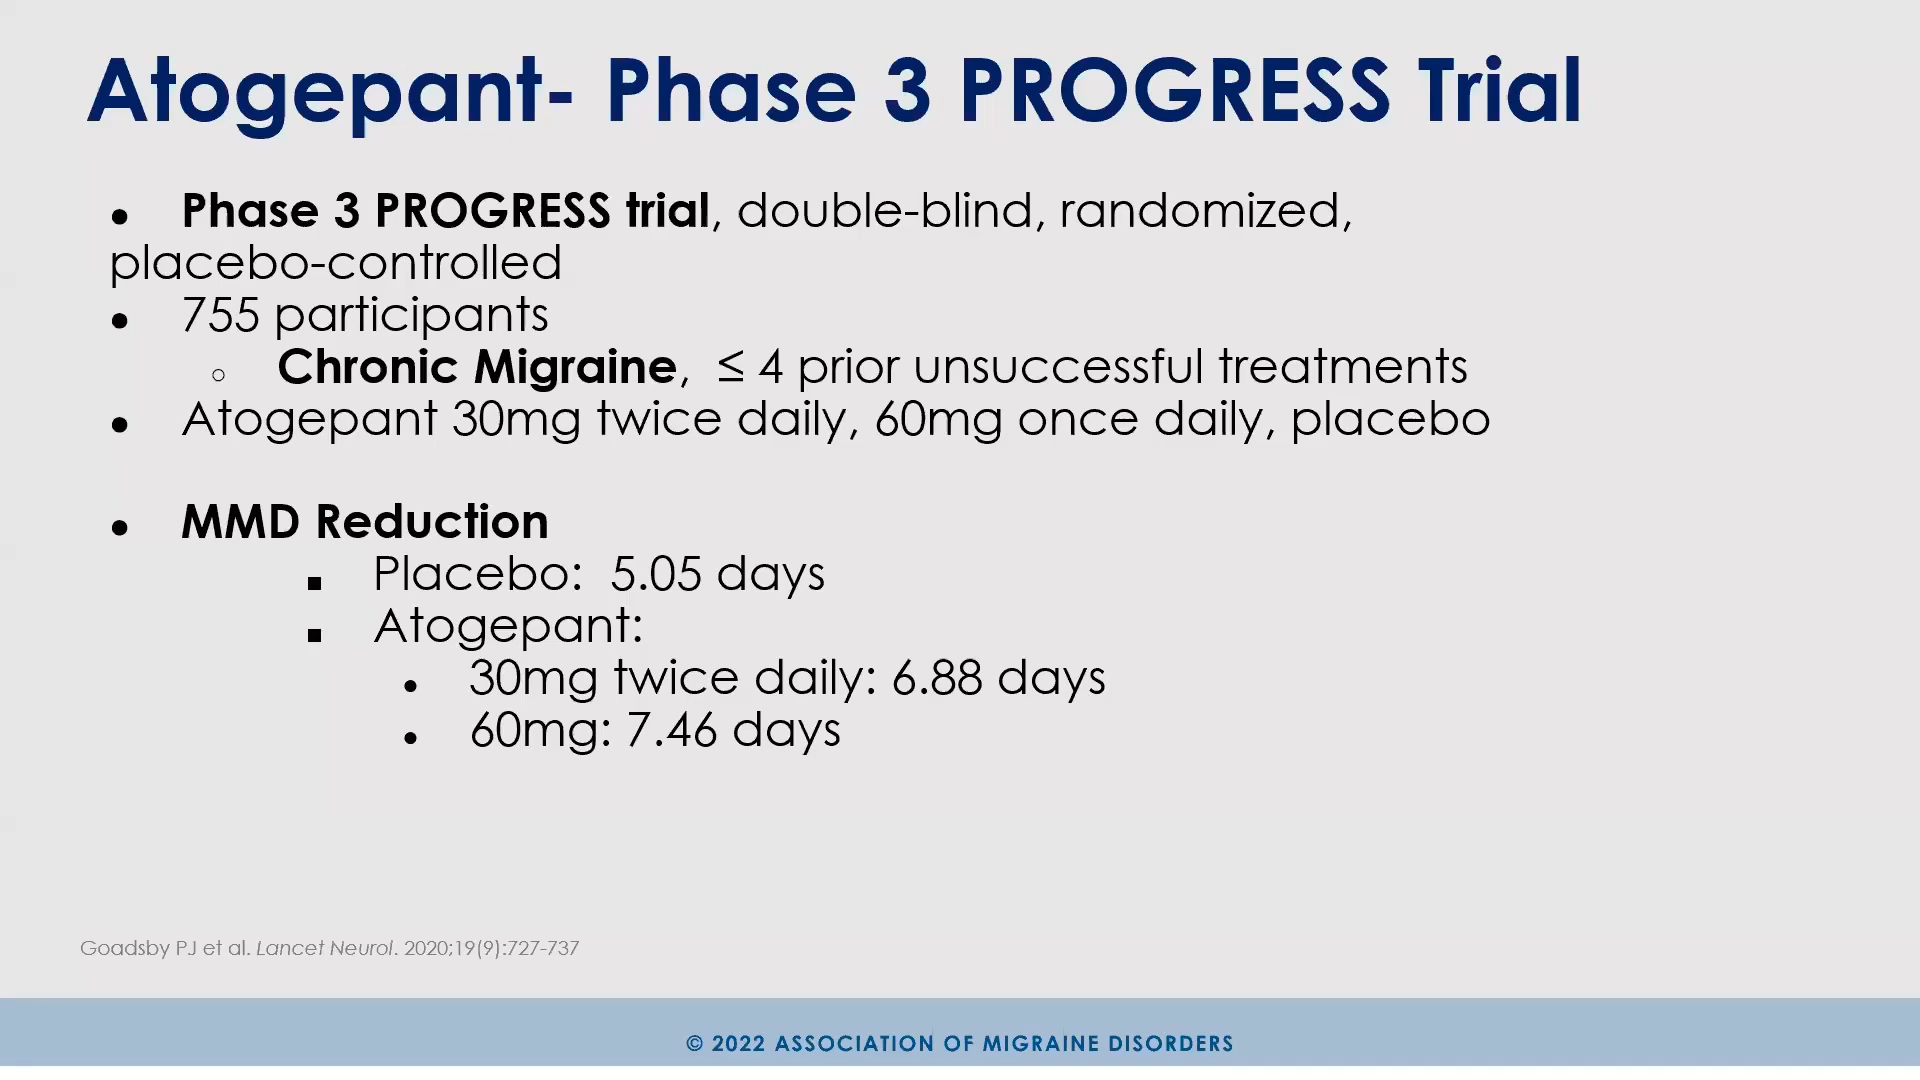 Atogepant- Phase 3 PROGRESS Trial
● Phase 3 PROGRESS trial, double-blind, randomized,
placebo-controlled
● 755 participants
○ Chronic Migraine, ≤ 4 prior unsuccessful treatments
● Atogepant 30mg twice daily, 60mg once daily, placebo
● MMD Reduction
■ Placebo: 5.05 days
■ Atogepant:
● 30mg twice daily: 6.88 days
● 60mg: 7.46 days
Goadsby PJ et al. Lancet Neurol. 2020;19(9):727-737
© 2022 ASSOCIATION OF MIGRAINE DISORDERS